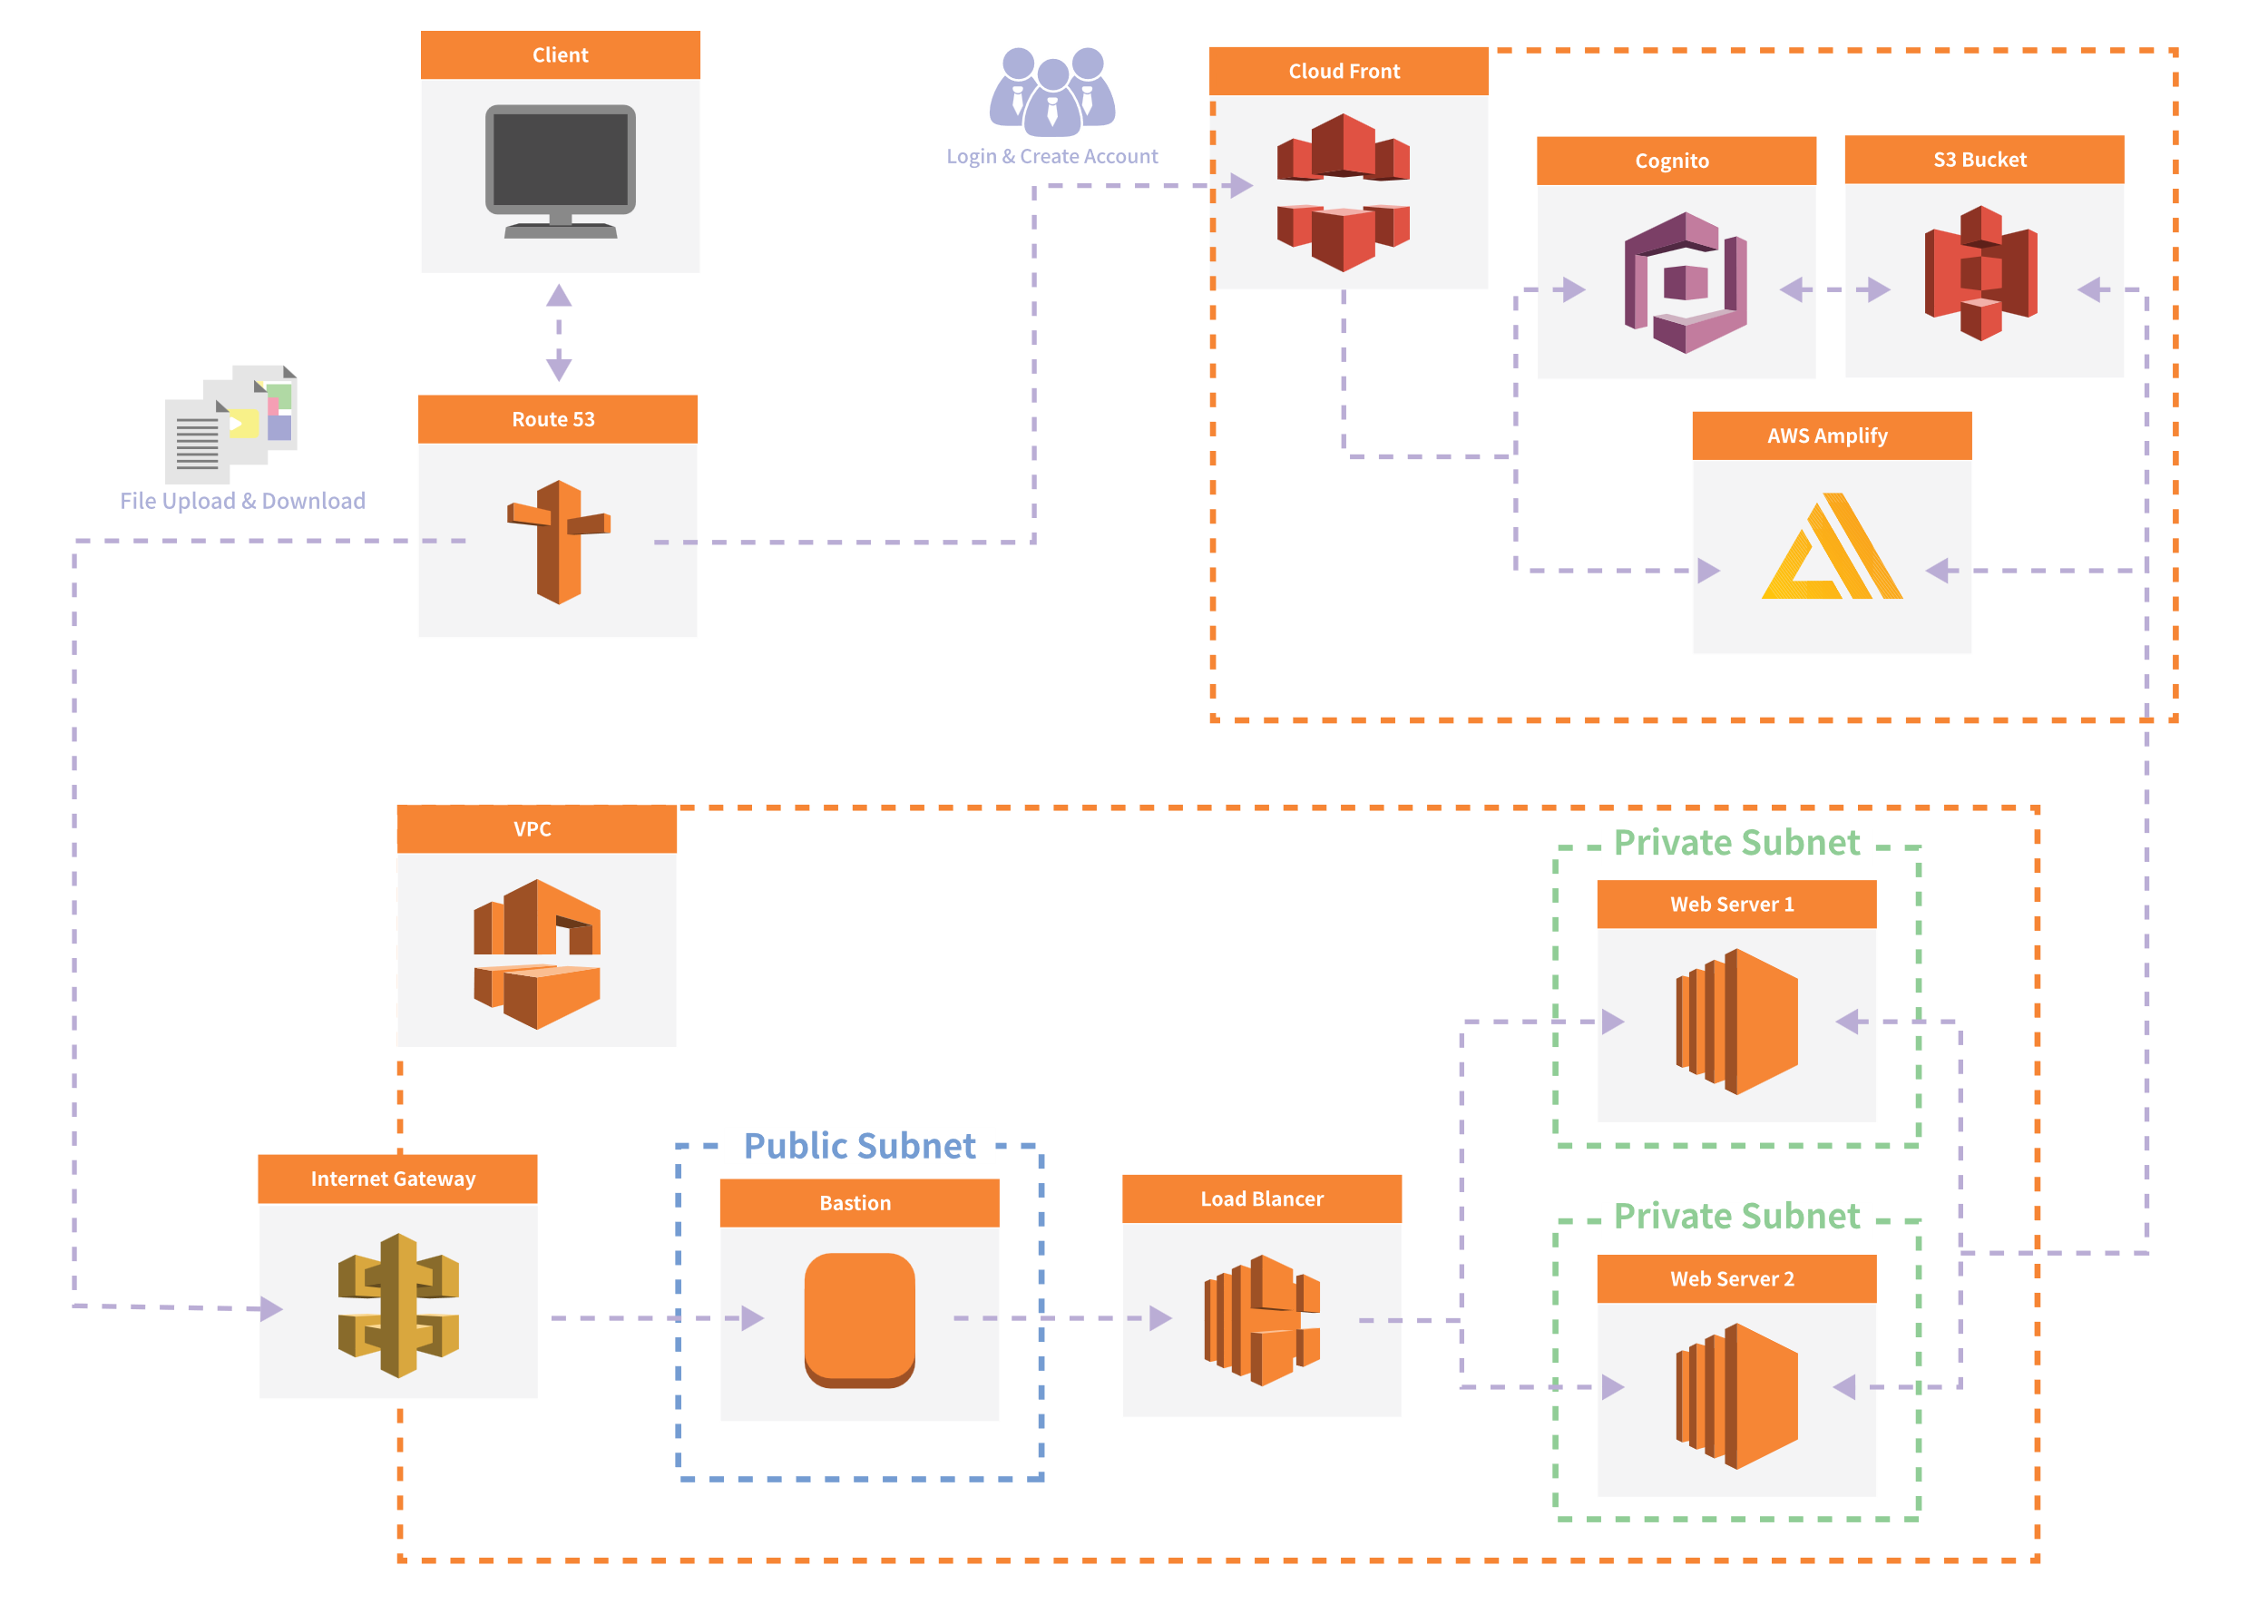 Client
Login & Create Account
Cloud Front
Cognito
S3 Bucket
Route 53
AWS Amplify
File Upload & Download
VPC
Private Subnet
Web Server 1
Internet Gateway
Public Subnet
Bastion
Load Blancer
Private Subnet
Web Server 2